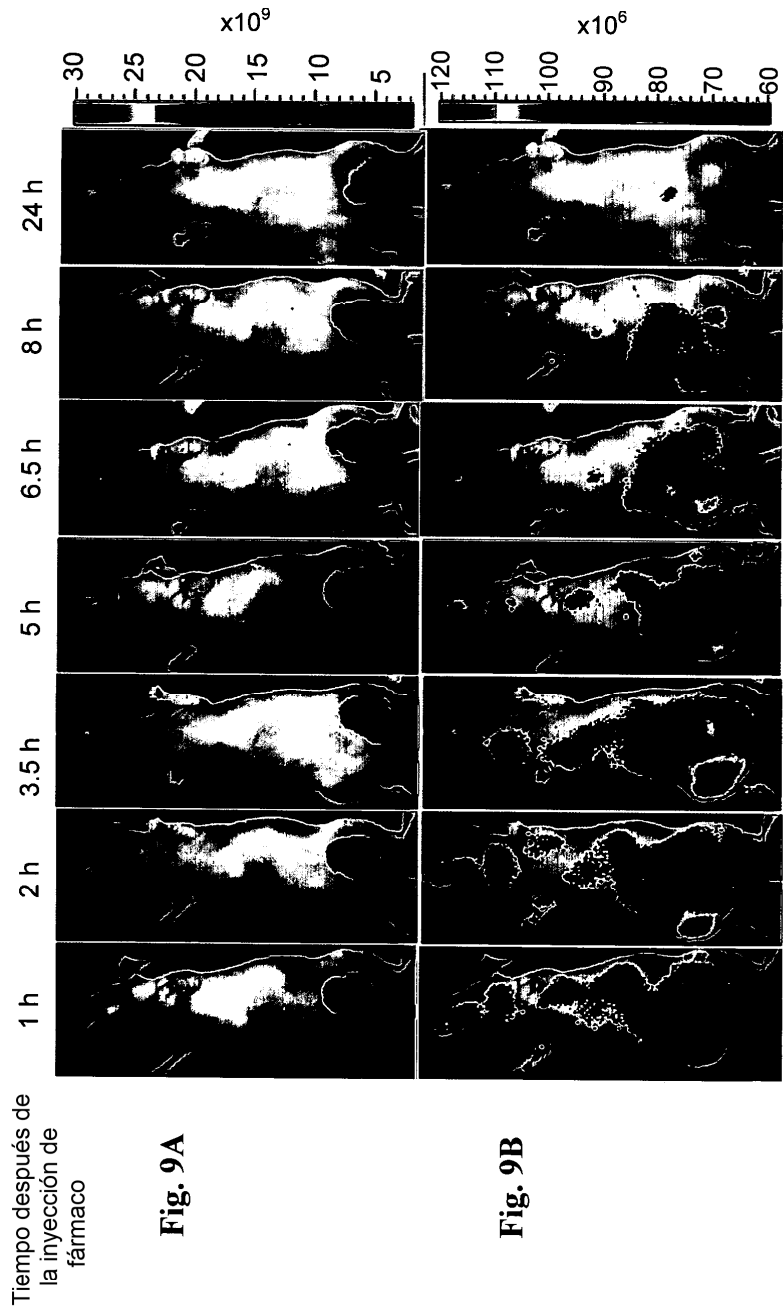 Tiempo después de
la inyección de
fármaco
1 h
2 h
3.5 h
5 h
6.5 h
8 h
24 h
Fig. 9A
30
25
20
15
10
5
x10⁹
Fig. 9B
120
110
100
90
80
70
60
x10⁶